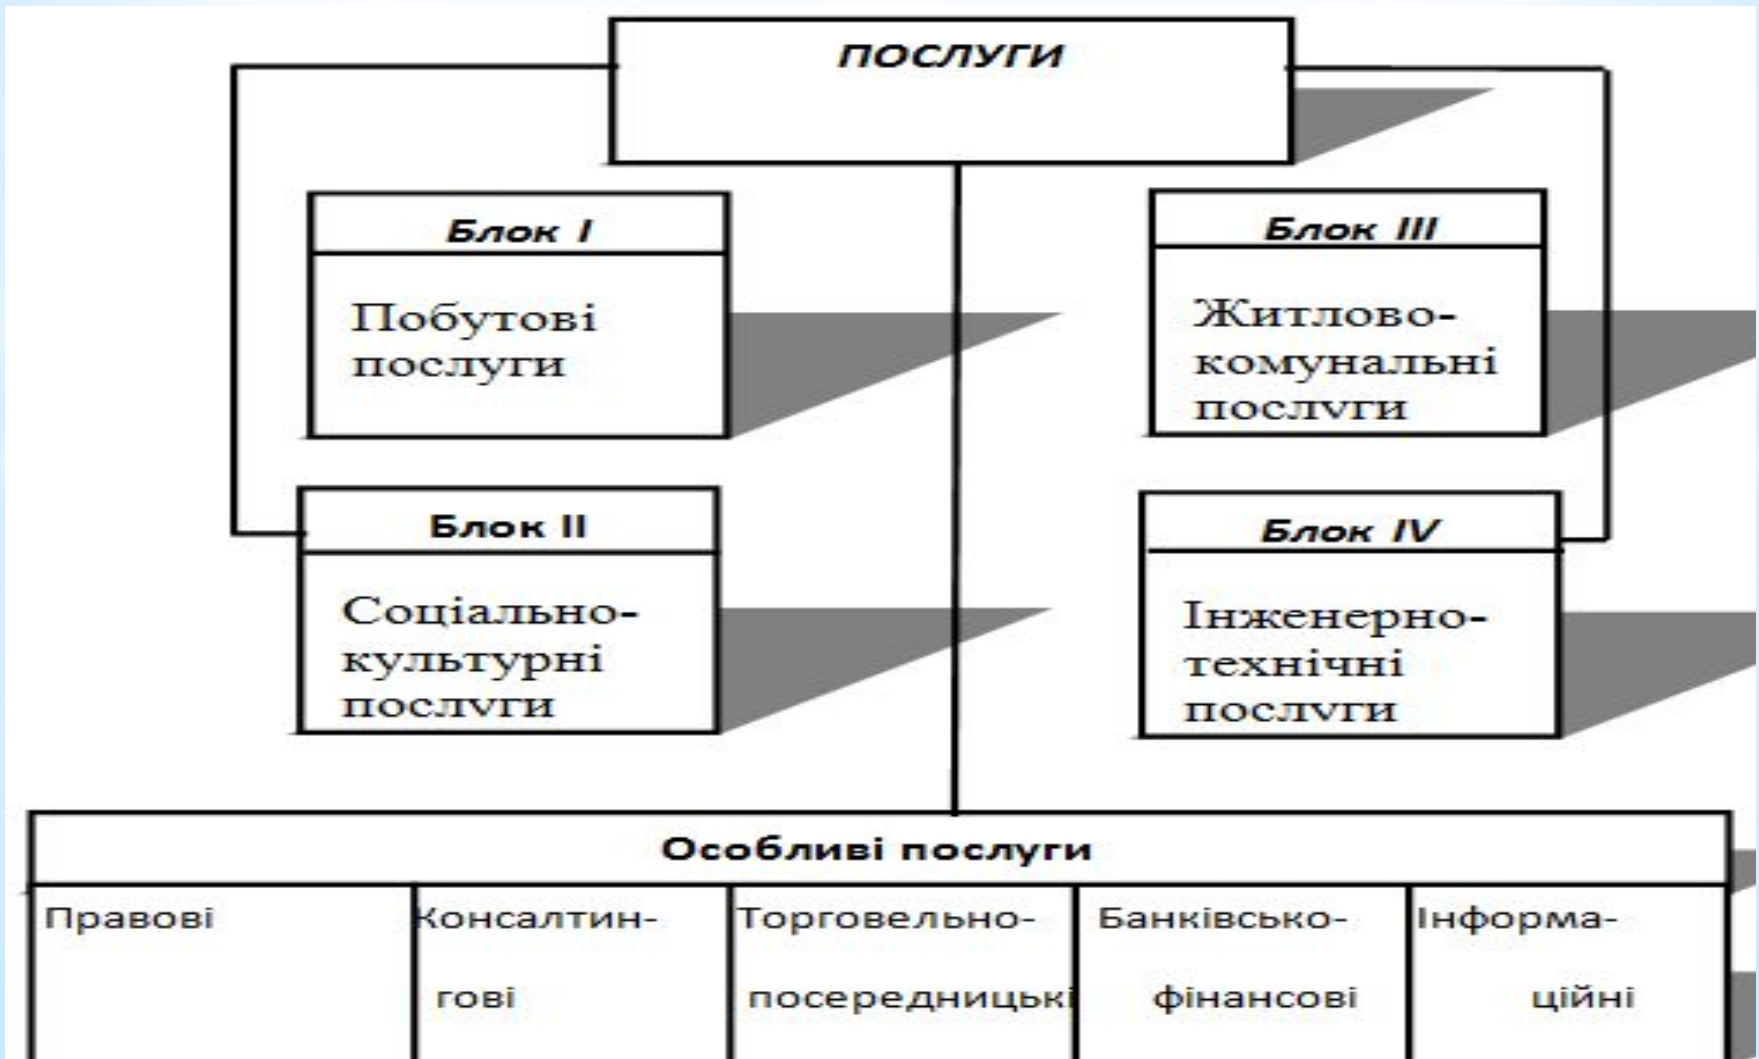 ПОСЛУГИ
Блок I
Побутові
послуги
Блок III
Житлово-
комунальні
послуги
Блок II
Соціально-
культурні
послуги
Блок IV
Інженерно-
технічні
послуги
Особливі послуги
Правові
Консалтин-
гові
Торговельно-
посередницькі
Банківсько-
фінансові
Інформа-
ційні